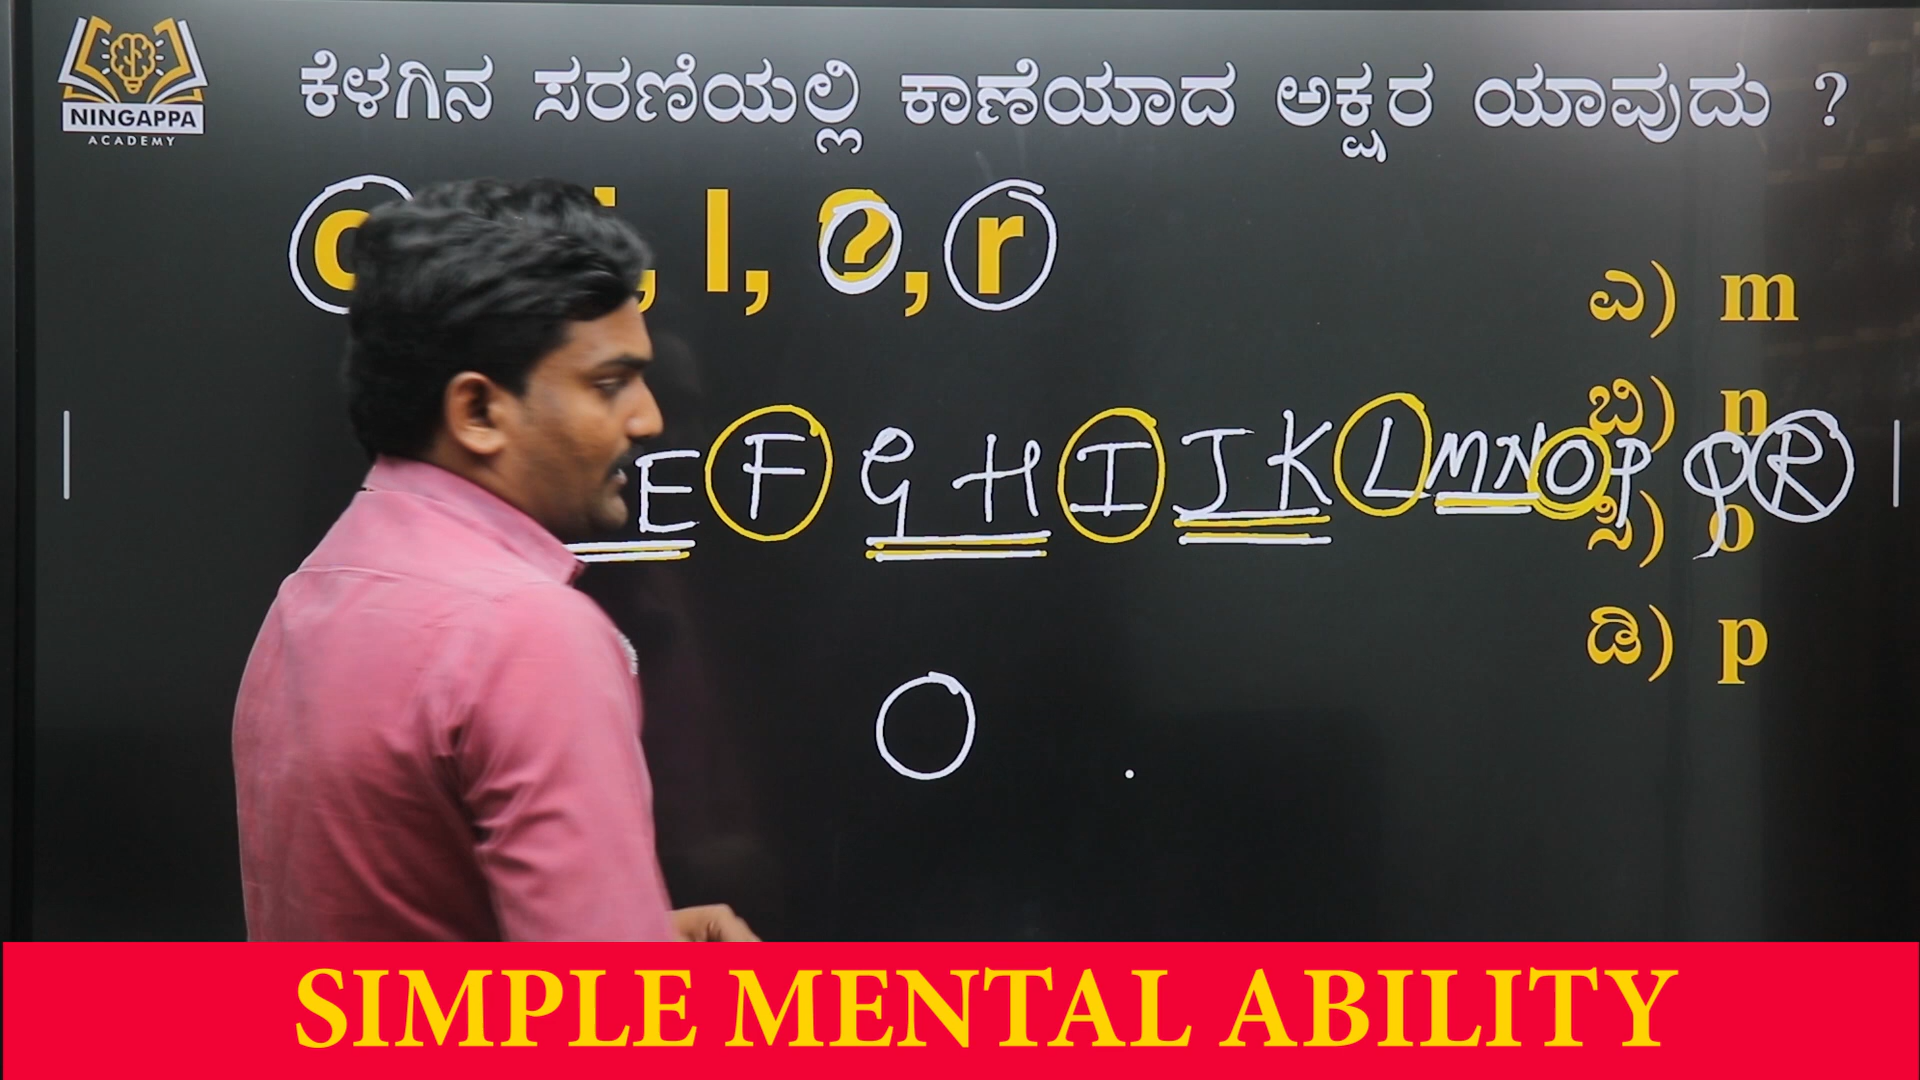 NINGAPPA
ACADEMY
ಕೆಳಗಿನ ಸರಣಿಯಲ್ಲಿ ಕಾಣೆಯಾದ ಅಕ್ಷರ ಯಾವುದು ?
l, ?, r
ಎ) m
ಬಿ) n
E F G H I J K L M N O P Q R
ಸಿ) o
ಡಿ) p
SIMPLE MENTAL ABILITY